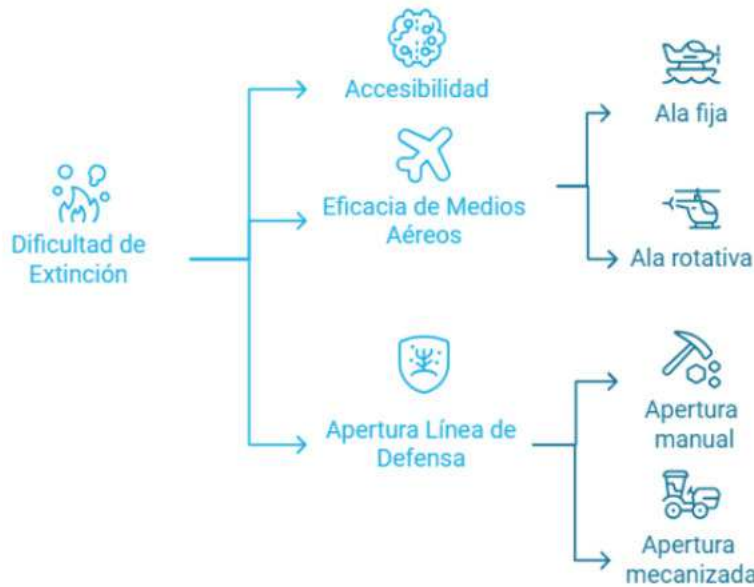 Accesibilidad
Ala fija
Eficacia de Medios
Aéreos
Dificultad de
Extinción
Ala rotativa
Apertura Línea de
Defensa
Apertura
manual
Apertura
mecanizada